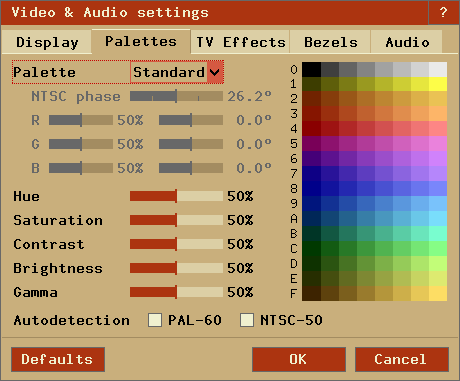 Video & Audio settings ?
Display Palettes TV Effects Bezels Audio
Palette Standard
NTSC phase 26.2°
R 50% 0.0°
G 50% 0.0°
B 50% 0.0°
Hue 50%
Saturation 50%
Contrast 50%
Brightness 50%
Gamma 50%
0
1
2
3
4
5
6
7
8
9
A
B
C
D
E
F
Autodetection PAL-60 NTSC-50
Defaults OK Cancel